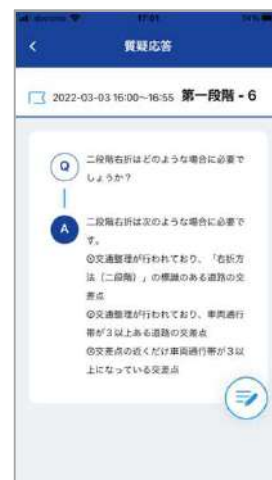 docomo 17:01
質疑応答
2022-03-03 16:00~16:55 第一段階 - 6
Q 二段階右折はどのような場合に必要で
しょうか?
A 二段階右折は次のような場合に必要で
す。
①交通整理が行われており、「右折方
法(二段階)」の標識のある道路の交
差点
②交通整理が行われており、車両通行
帯が3以上ある道路の交差点
③交差点の近くだけ車両通行帯が3以
上になっている交差点